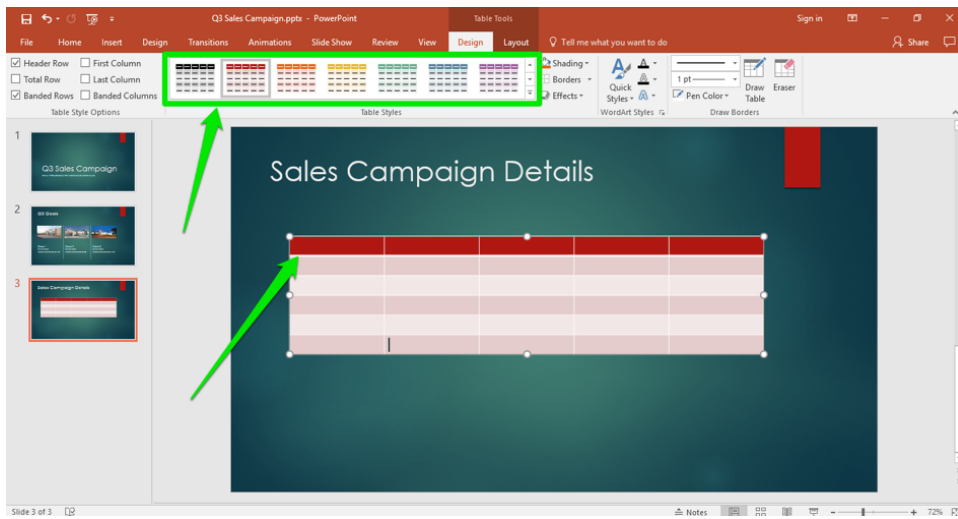 Q3 Sales Campaign.pptx - PowerPoint
Table Tools
Sign in
File Home Insert Design Transitions Animations Slide Show Review View Design Layout Tell me what you want to do Share
Header Row First Column
Total Row Last Column
Banded Rows Banded Columns
Table Style Options
Table Styles
Shading
Borders
Effects
Quick
Styles
WordArt Styles
1 pt
Pen Color
Draw
Table
Eraser
Draw Borders
1
Q3 Sales Campaign
2
Q3 Goals
3
Sales Campaign Details
Sales Campaign Details
Slide 3 of 3
Notes
72%